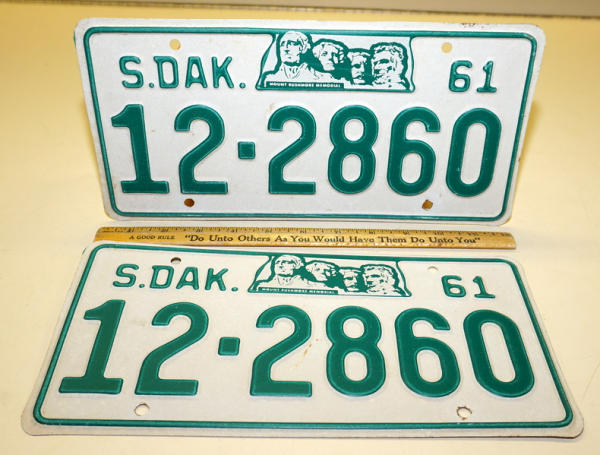 S.DAK. 61
MOUNT RUSHMORE MEMORIAL
12-2860
A GOOD RULE "Do Unto Others As You Would Have Them Do Unto You"
S.DAK. 61
MOUNT RUSHMORE MEMORIAL
12-2860